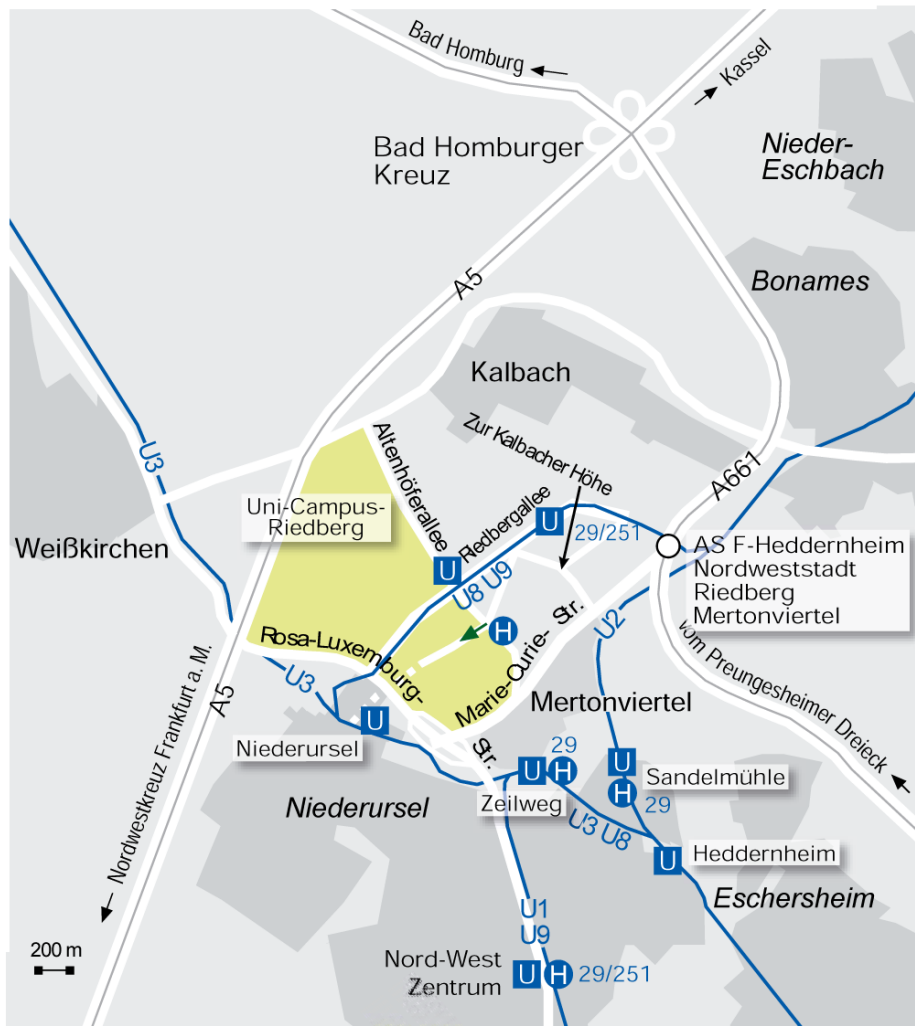 Bad Homburg
Kassel
Bad Homburger
Kreuz
Nieder-
Eschbach
A5
Bonames
Kalbach
Zur Kalbacher Höhe
Altenhöferallee
U3
A661
Uni-Campus-
Riedberg
Riedbergallee
U
29/251
Weißkirchen
U
U8 U9
AS F-Heddernheim
Nordweststadt
Riedberg
Mertonviertel
H
U2
Rosa-Luxemburg-
Str.
Marie-Curie-Str.
U3
A5
Nordwestkreuz Frankfurt a. M.
vom Preungesheimer Dreieck
Mertonviertel
U
Niederursel
29
U H
Zeilweg
U
Sandelmühle
H
29
Niederursel
U3 U8
U
Heddernheim
Eschersheim
U1
U9
200 m
Nord-West
Zentrum
U H 29/251